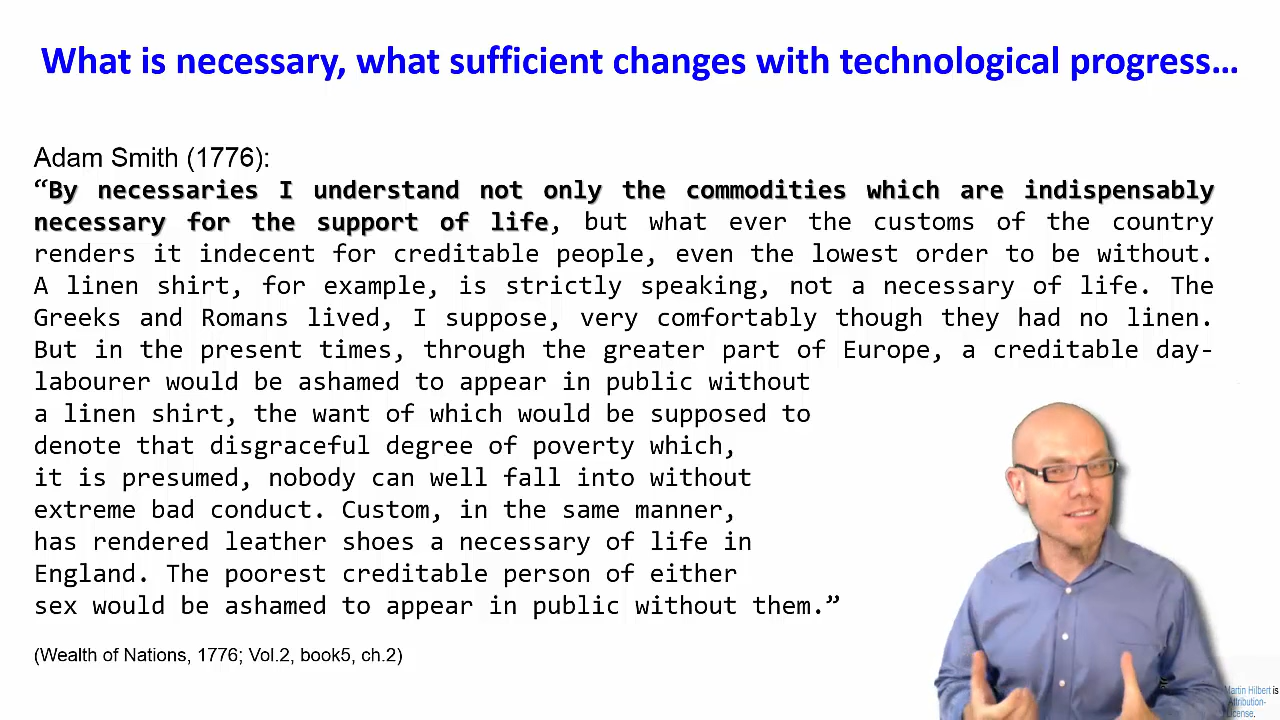 What is necessary, what sufficient changes with technological progress…
Adam Smith (1776):
“By necessaries I understand not only the commodities which are indispensably
necessary for the support of life, but what ever the customs of the country
renders it indecent for creditable people, even the lowest order to be without.
A linen shirt, for example, is strictly speaking, not a necessary of life. The
Greeks and Romans lived, I suppose, very comfortably though they had no linen.
But in the present times, through the greater part of Europe, a creditable day-
labourer would be ashamed to appear in public without
a linen shirt, the want of which would be supposed to
denote that disgraceful degree of poverty which,
it is presumed, nobody can well fall into without
extreme bad conduct. Custom, in the same manner,
has rendered leather shoes a necessary of life in
England. The poorest creditable person of either
sex would be ashamed to appear in public without them.”
(Wealth of Nations, 1776; Vol.2, book5, ch.2)
Martin Hilbert is
Attribution-
License.